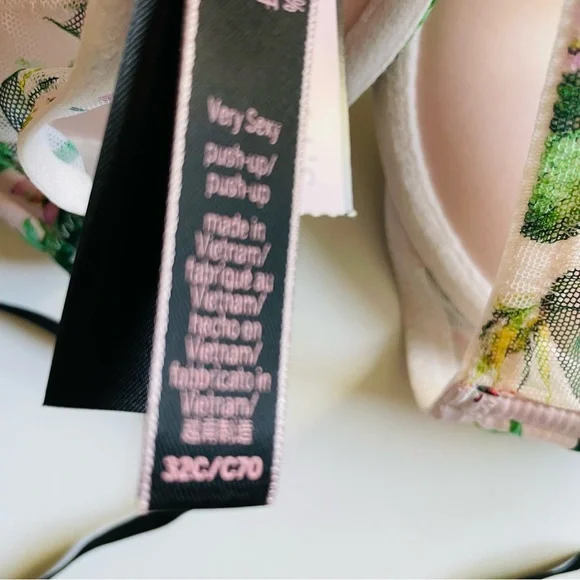 Very Sexy
push-up/
push-up
made in
Vietnam/
fabriqué au
Vietnam/
hecho en
Vietnam/
fabbricato in
Vietnam/
越南制造
32C/C70